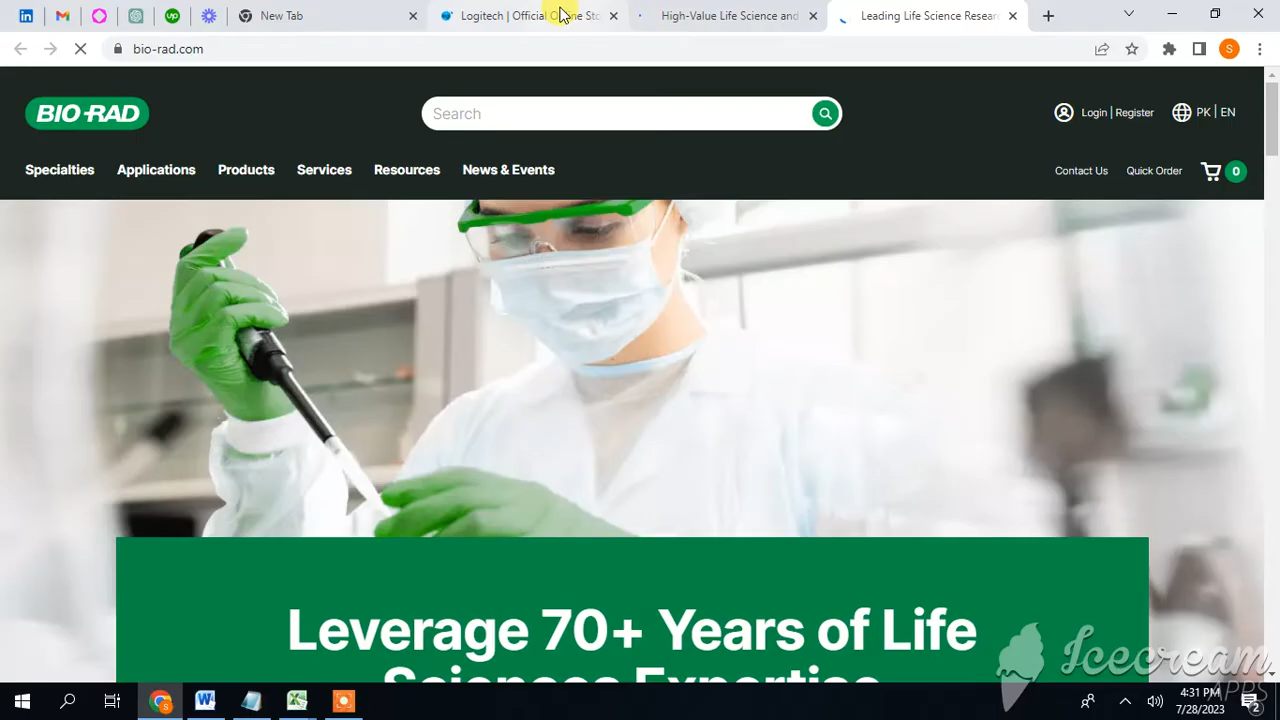 New Tab
Logitech | Official Online Sto
High-Value Life Science and
Leading Life Science Resear
S
bio-rad.com
S
BIO-RAD
Search
Login | Register
PK | EN
Specialties
Applications
Products
Services
Resources
News & Events
Contact Us
Quick Order
0
Leverage 70+ Years of Life
Sciences Expertise
Icecream
APPS
4:31 PM
7/28/2023
2